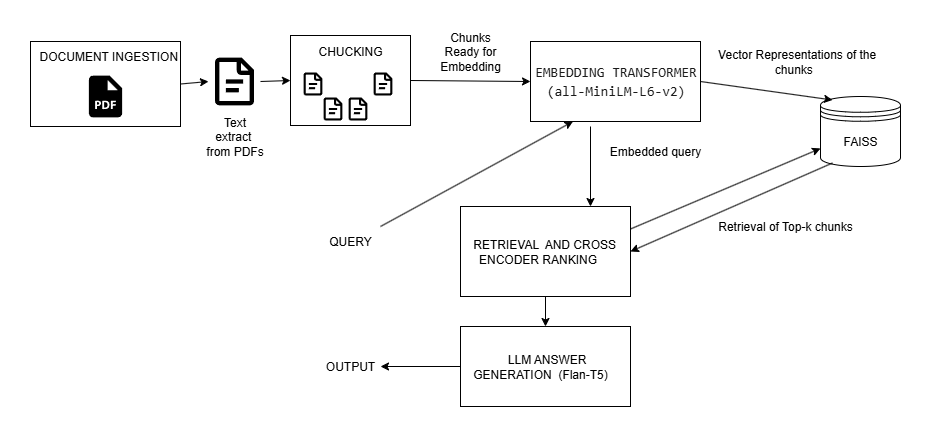 DOCUMENT INGESTION
PDF
Text
extract
from PDFs
CHUCKING
Chunks
Ready for
Embedding
EMBEDDING TRANSFORMER
(all-MiniLM-L6-v2)
Vector Representations of the
chunks
FAISS
Embedded query
QUERY
RETRIEVAL AND CROSS
ENCODER RANKING
Retrieval of Top-k chunks
LLM ANSWER
GENERATION (Flan-T5)
OUTPUT